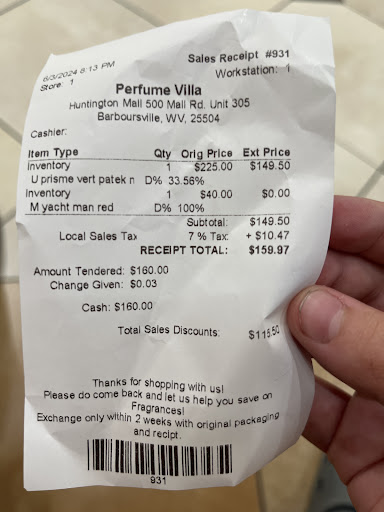 6/3/2024 8:13 PM
Sales Receipt #931
Store: 1
Workstation: 1
Perfume Villa
Huntington Mall 500 Mall Rd. Unit 305
Barboursville, WV, 25504
Cashier:
Item Type Qty Orig Price Ext Price
Inventory 1 $225.00 $149.50
U prisme vert patek n D% 33.56%
Inventory 1 $40.00 $0.00
M yacht man red D% 100%
Subtotal: $149.50
Local Sales Tax 7 % Tax: + $10.47
RECEIPT TOTAL: $159.97
Amount Tendered: $160.00
Change Given: $0.03
Cash: $160.00
Total Sales Discounts: $115.50
Thanks for shopping with us!
Please do come back and let us help you save on
Fragrances!
Exchange only within 2 weeks with original packaging
and recipt.
931